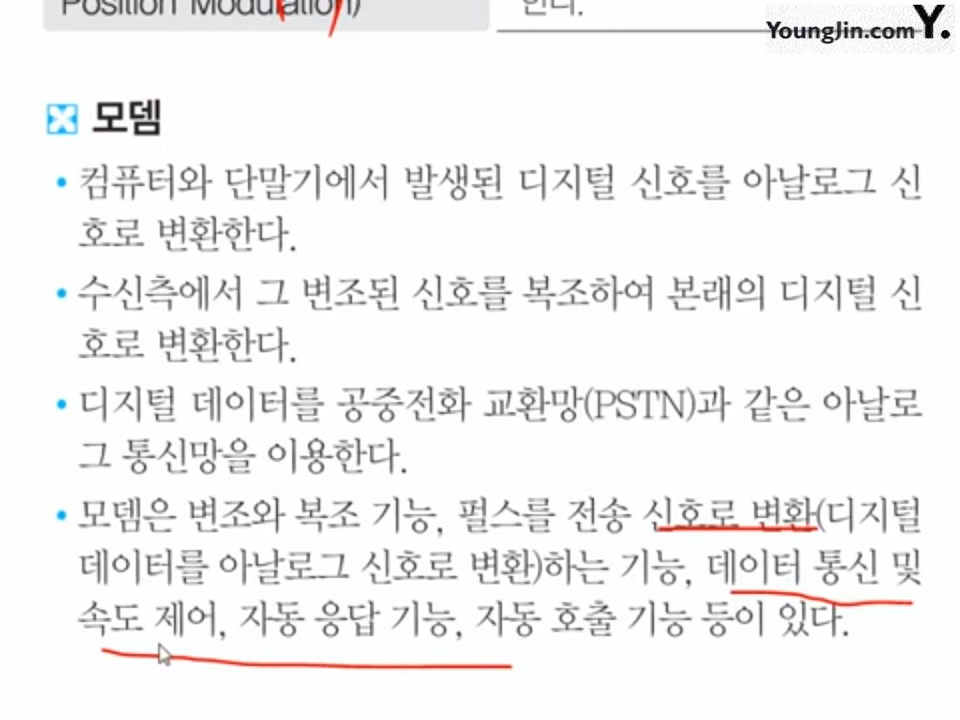 Position Modulation)
한다.
YoungJin.com Y.
모뎀
• 컴퓨터와 단말기에서 발생된 디지털 신호를 아날로그 신
호로 변환한다.
• 수신측에서 그 변조된 신호를 복조하여 본래의 디지털 신
호로 변환한다.
• 디지털 데이터를 공중전화 교환망(PSTN)과 같은 아날로
그 통신망을 이용한다.
• 모뎀은 변조와 복조 기능, 펄스를 전송 신호로 변환(디지털
데이터를 아날로그 신호로 변환)하는 기능, 데이터 통신 및
속도 제어, 자동 응답 기능, 자동 호출 기능 등이 있다.